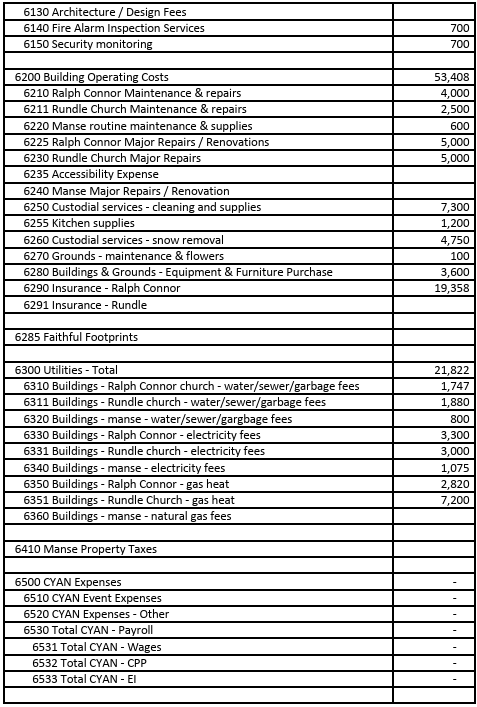 6130 Architecture / Design Fees
6140 Fire Alarm Inspection Services 700
6150 Security monitoring 700
6200 Building Operating Costs 53,408
6210 Ralph Connor Maintenance & repairs 4,000
6211 Rundle Church Maintenance & repairs 2,500
6220 Manse routine maintenance & supplies 600
6225 Ralph Connor Major Repairs / Renovations 5,000
6230 Rundle Church Major Repairs 5,000
6235 Accessibility Expense
6240 Manse Major Repairs / Renovation
6250 Custodial services - cleaning and supplies 7,300
6255 Kitchen supplies 1,200
6260 Custodial services - snow removal 4,750
6270 Grounds - maintenance & flowers 100
6280 Buildings & Grounds - Equipment & Furniture Purchase 3,600
6290 Insurance - Ralph Connor 19,358
6291 Insurance - Rundle
6285 Faithful Footprints
6300 Utilities - Total 21,822
6310 Buildings - Ralph Connor church - water/sewer/garbage fees 1,747
6311 Buildings - Rundle church - water/sewer/garbage fees 1,880
6320 Buildings - manse - water/sewer/gargbage fees 800
6330 Buildings - Ralph Connor - electricity fees 3,300
6331 Buildings - Rundle church - electricity fees 3,000
6340 Buildings - manse - electricity fees 1,075
6350 Buildings - Ralph Connor - gas heat 2,820
6351 Buildings - Rundle Church - gas heat 7,200
6360 Buildings - manse - natural gas fees
6410 Manse Property Taxes
6500 CYAN Expenses -
6510 CYAN Event Expenses -
6520 CYAN Expenses - Other -
6530 Total CYAN - Payroll -
6531 Total CYAN - Wages -
6532 Total CYAN - CPP -
6533 Total CYAN - EI -